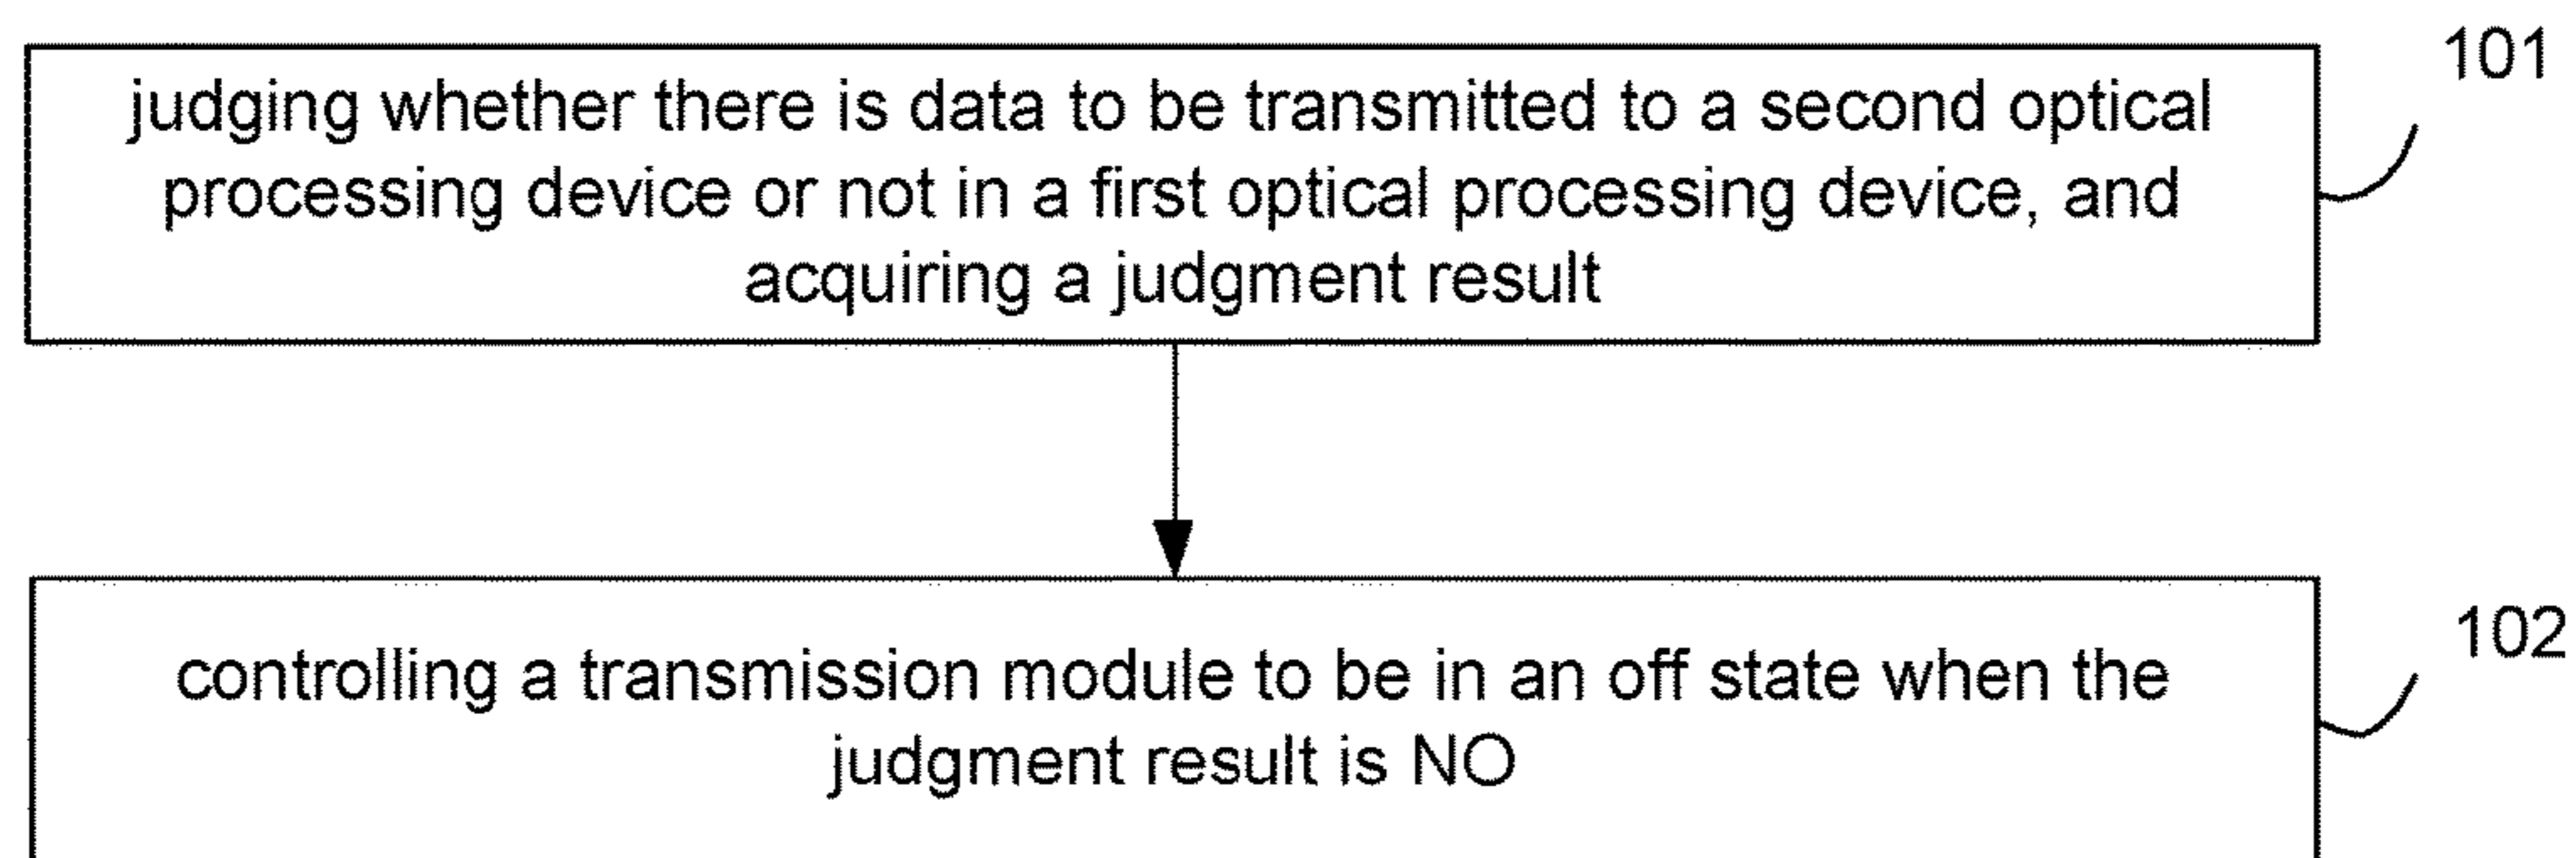 101
judging whether there is data to be transmitted to a second optical
processing device or not in a first optical processing device, and
acquiring a judgment result
102
controlling a transmission module to be in an off state when the
judgment result is NO